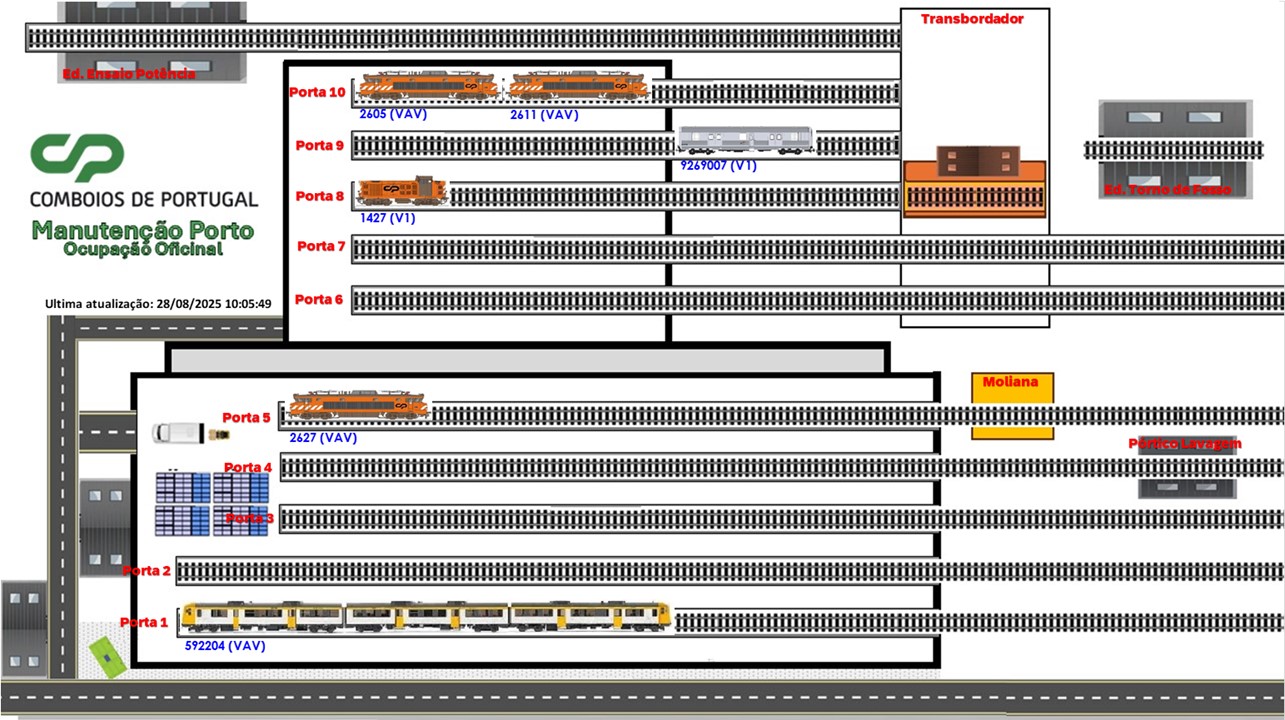 Transbordador
Ed. Ensaio Potência
Porta 10
2605 (VAV)
2611 (VAV)
Porta 9
9269007 (V1)
Ed. Torno de Fosso
cp
COMBOIOS DE PORTUGAL
Manutenção Porto
Ocupação Oficinal
Porta 8
1427 (V1)
Porta 7
Porta 6
Ultima atualização: 28/08/2025 10:05:49
Moliana
Porta 5
2627 (VAV)
Pórtico Lavagem
Porta 4
Porta 3
Porta 2
Porta 1
592204 (VAV)